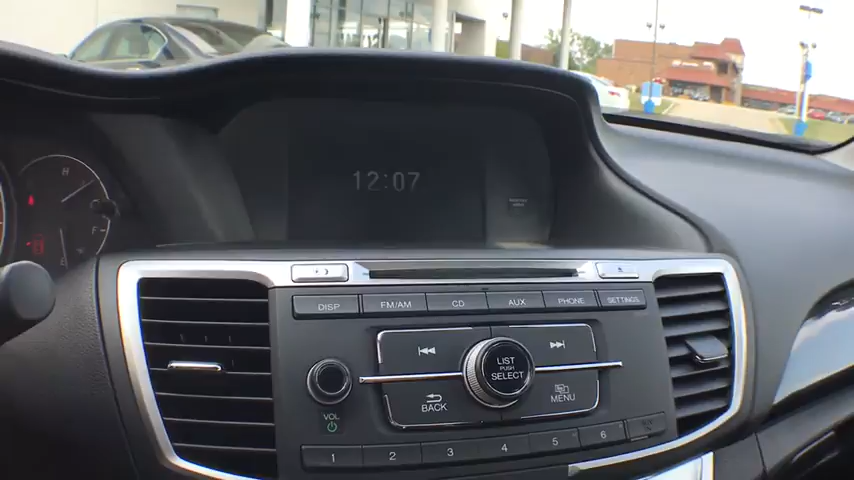 H
12:07
F
DISP
FM/AM
CD
AUX
PHONE
SETTINGS
LIST
PUSH
SELECT
BACK
MENU
VOL
1
2
3
4
5
6